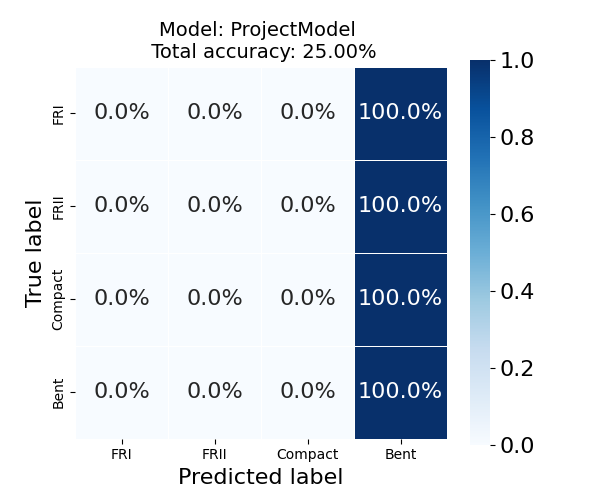 Model: ProjectModel
Total accuracy: 25.00%
FRI 0.0% 0.0% 0.0% 100.0%
FRII 0.0% 0.0% 0.0% 100.0%
Compact 0.0% 0.0% 0.0% 100.0%
Bent 0.0% 0.0% 0.0% 100.0%
True label
FRI FRII Compact Bent
Predicted label
1.0
0.8
0.6
0.4
0.2
0.0